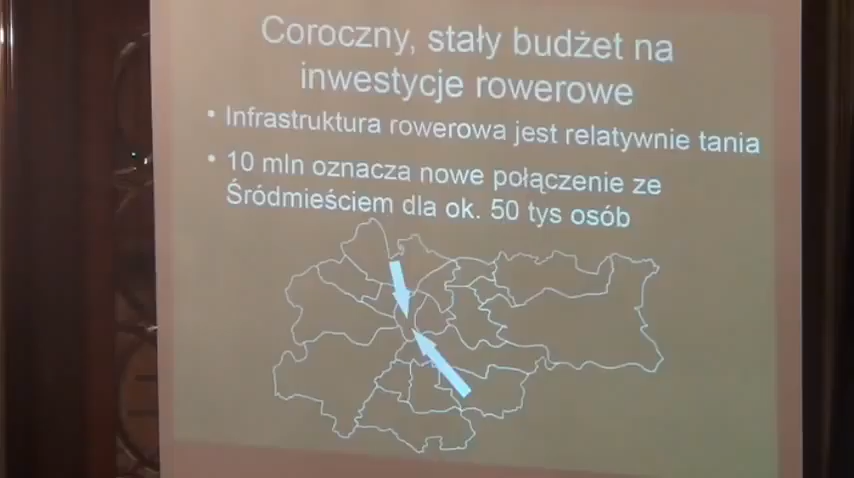 Coroczny, stały budżet na
inwestycje rowerowe
• Infrastruktura rowerowa jest relatywnie tania
• 10 mln oznacza nowe połączenie ze
Śródmieściem dla ok. 50 tys osób